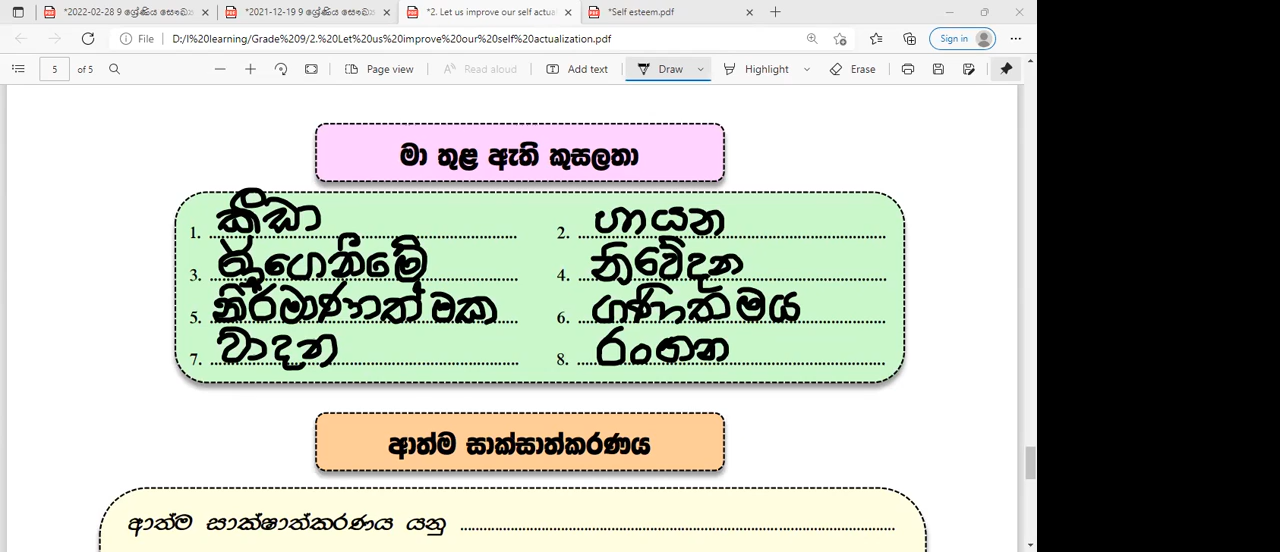 *2022-02-28 9 ශ්‍රේණිය සෞඛ්‍ය
*2021-12-19 9 ශ්‍රේණිය සෞඛ්‍ය
*2. Let us improve our self actual
*Self esteem.pdf
File D:/I%20learning/Grade%209/2.%20Let%20us%20improve%20our%20self%20actualization.pdf Sign in
5 of 5 Page view Read aloud Add text Draw Highlight Erase
මා තුළ ඇති කුසලතා
1. ක්‍රීඩා 2. ගායන
3. රූගෙනීමේ 4. නිවේදන
5. නිර්මාණාත්මක 6. ගණිතමය
7. වාදන 8. රංගන
ආත්ම සාක්සාත්කරණය
ආත්ම සාක්ෂාත්කරණය යනු